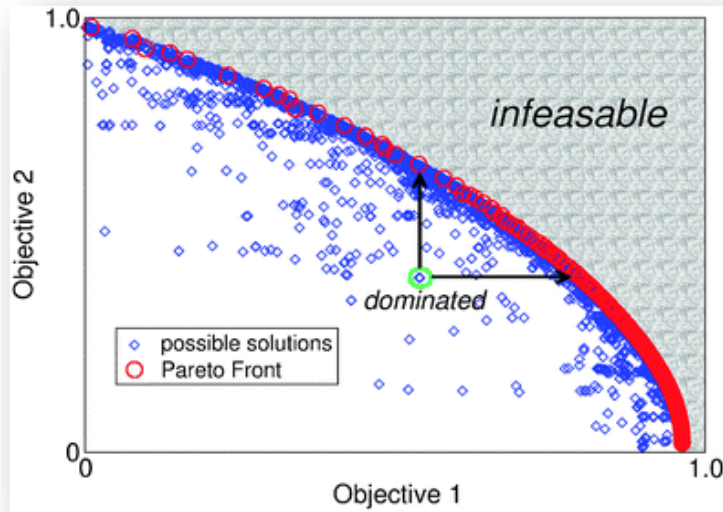 1.0
infeasable
Objective 2
dominated
possible solutions
Pareto Front
0
0
1.0
Objective 1